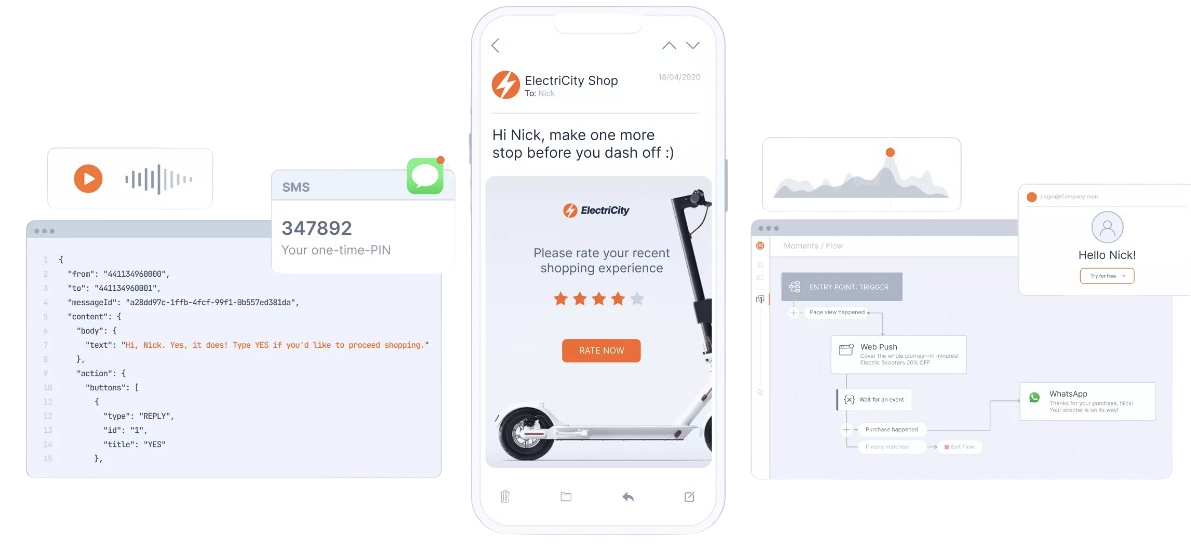 SMS
347892
Your one-time-PIN
1 {
2 "from": "441134960000",
3 "to": "441134960001",
4 "messageId": "a28dd97c-1ffb-4fcf-99f1-0b557ed381da",
5 "content": {
6 "body": {
7 "text": "Hi, Nick. Yes, it does! Type YES if you'd like to proceed shopping."
8 },
9 "action": {
10 "buttons": [
11 {
12 "type": "REPLY",
13 "id": "1",
14 "title": "YES"
15 },
ElectriCity Shop
18/04/2020
To: Nick
Hi Nick, make one more
stop before you dash off :)
ElectriCity
Please rate your recent
shopping experience
RATE NOW
Login@Company.com
Hello Nick!
Try for free →
Moments / Flow
ENTRY POINT: TRIGGER
Page view happened
Web Push
Cover the whole journey—in minutes!
Electric Scooters 20% OFF
{x} Wait for an event
WhatsApp
Thanks for your purchase, Nick!
Your scooter is on its way!
Purchase happened
Exit Flow